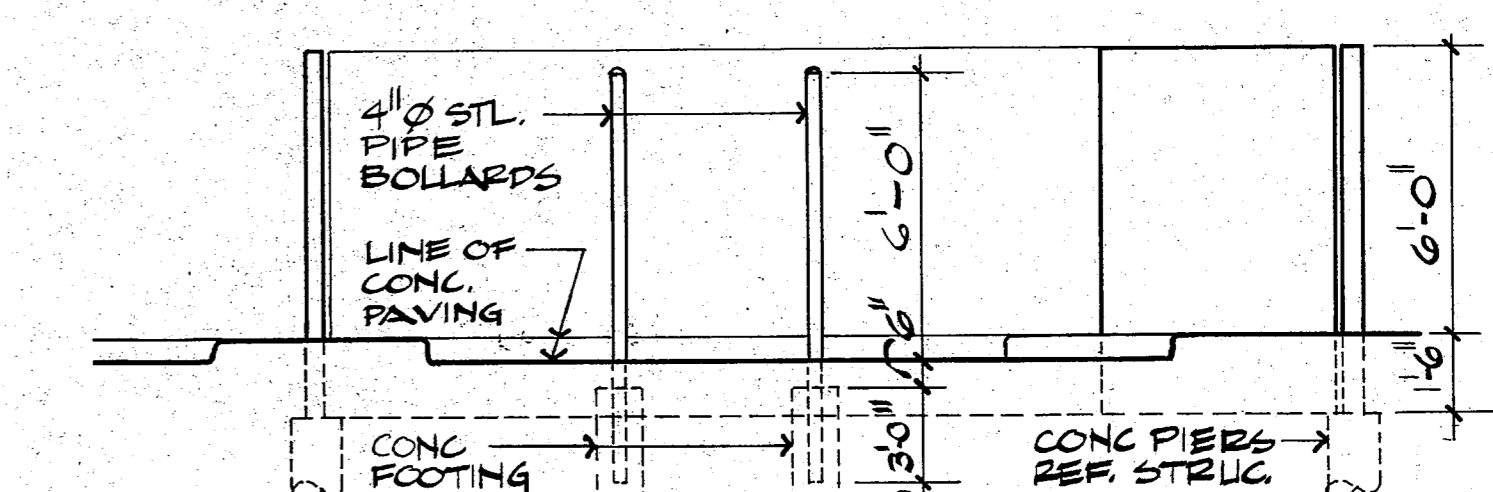 4"Ø STL.
PIPE
BOLLARDS
LINE OF
CONC.
PAVING
CONC
FOOTING
6'-0"
6"
3'0"
CONC PIERS
REF. STRUC.
6'-0"
1'-6"